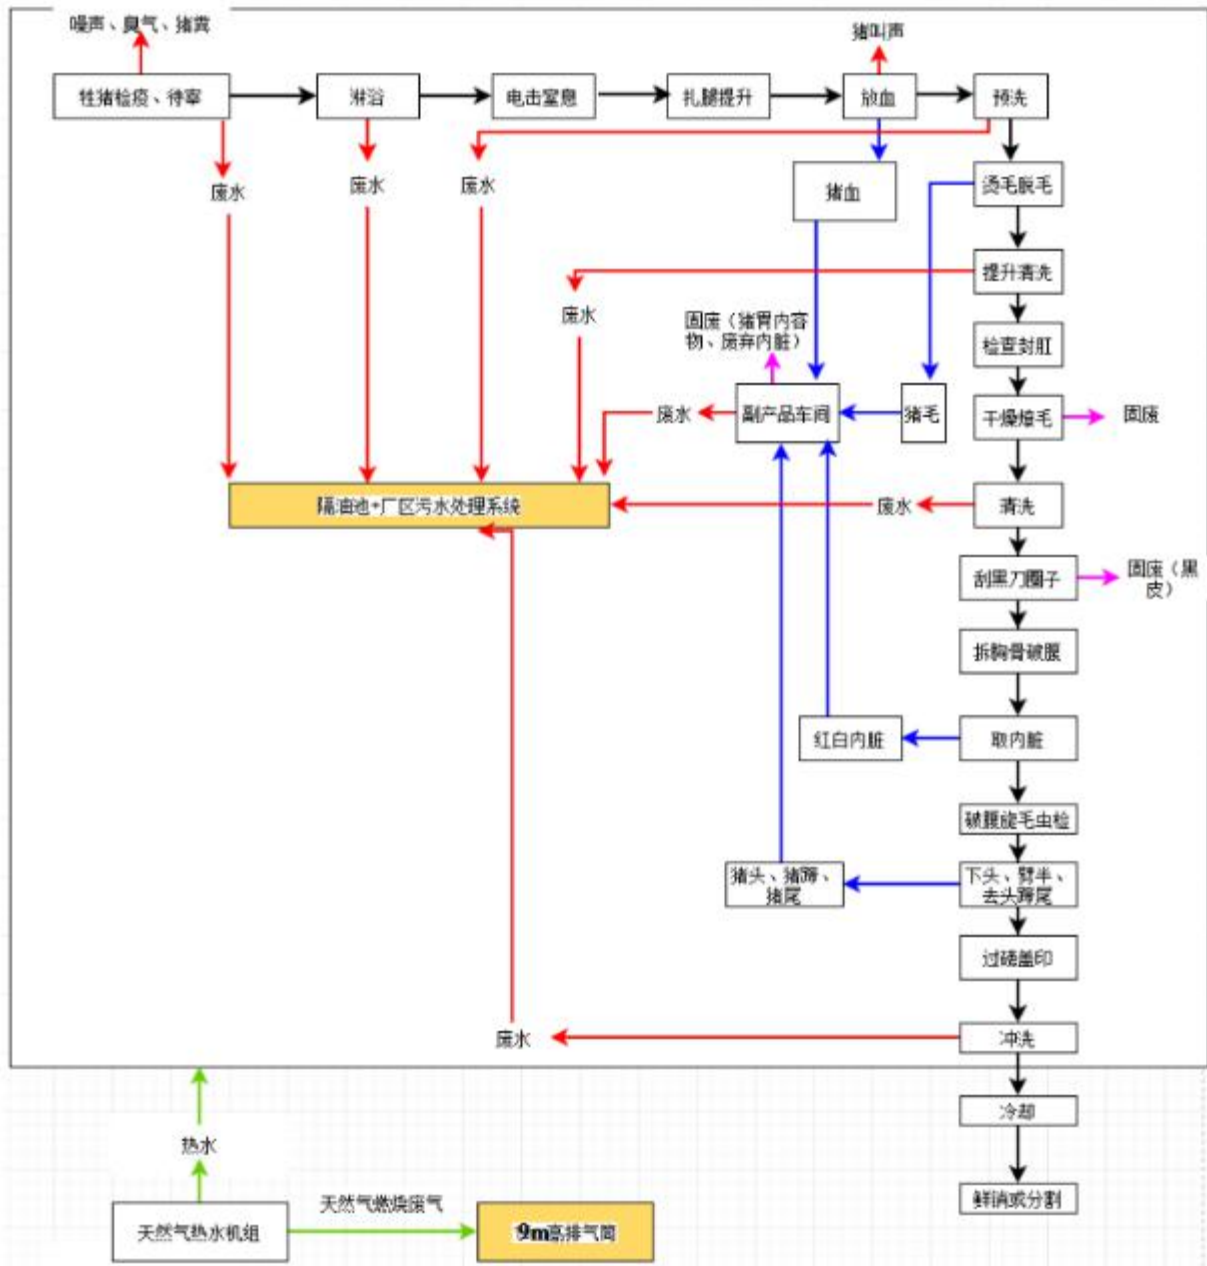 噪声、臭气、猪粪
猪叫声
牲猪检疫、待宰
淋浴
电击窒息
扎腿提升
放血
预洗
废水
废水
废水
猪血
烫毛脱毛
提升清洗
废水
固废（猪胃内容
物、废弃内脏）
检查封肛
废水
副产品车间
猪毛
干燥燎毛
固废
隔油池+厂区污水处理系统
废水
清洗
刮黑刀圈子
固废（黑
皮）
拆胸骨破腹
红白内脏
取内脏
破腹旋毛虫检
猪头、猪蹄、
猪尾
下头、劈半、
去头蹄尾
过磅盖印
废水
冲洗
冷却
热水
鲜销或分割
天然气热水机组
天然气燃烧废气
9m高排气筒